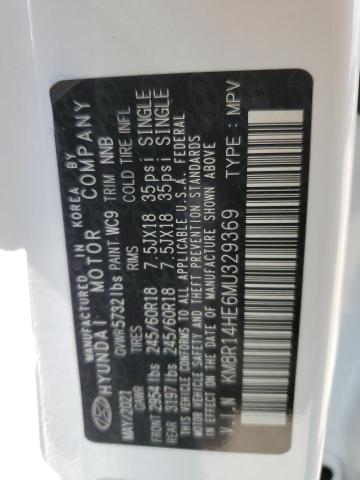 MANUFACTURED IN KOREA BY
HYUNDAI MOTOR COMPANY
MAY/2021 GVWR 5732 lbs PAINT WC9 TRIM NNB
GAWR TIRES RIMS COLD TIRE INFL
FRONT 2954 lbs 245/60R18 7.5JX18 35psi SINGLE
REAR 3197 lbs 245/60R18 7.5JX18 35psi SINGLE
THIS VEHICLE CONFORMS TO ALL APPLICABLE U.S.A. FEDERAL
MOTOR VEHICLE SAFETY, BUMPER, AND THEFT PREVENTION STANDARDS
IN EFFECT ON THE DATE OF MANUFACTURE SHOWN ABOVE
V.I.N KM8R14HE6MU329369 TYPE: MPV